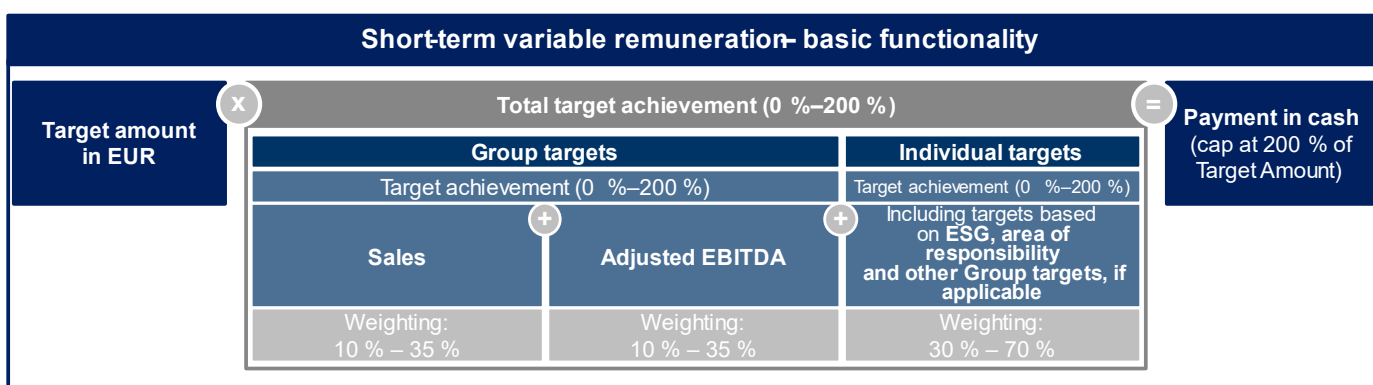 Short-term variable remuneration– basic functionality
Target amount
in EUR
x
Total target achievement (0 %–200 %)
=
Payment in cash
(cap at 200 % of
Target Amount)
Group targets
Individual targets
Target achievement (0 %–200 %)
Target achievement (0 %–200 %)
Sales
+
Adjusted EBITDA
+
Including targets based
on ESG, area of
responsibility
and other Group targets, if
applicable
Weighting:
10 % – 35 %
Weighting:
10 % – 35 %
Weighting:
30 % – 70 %